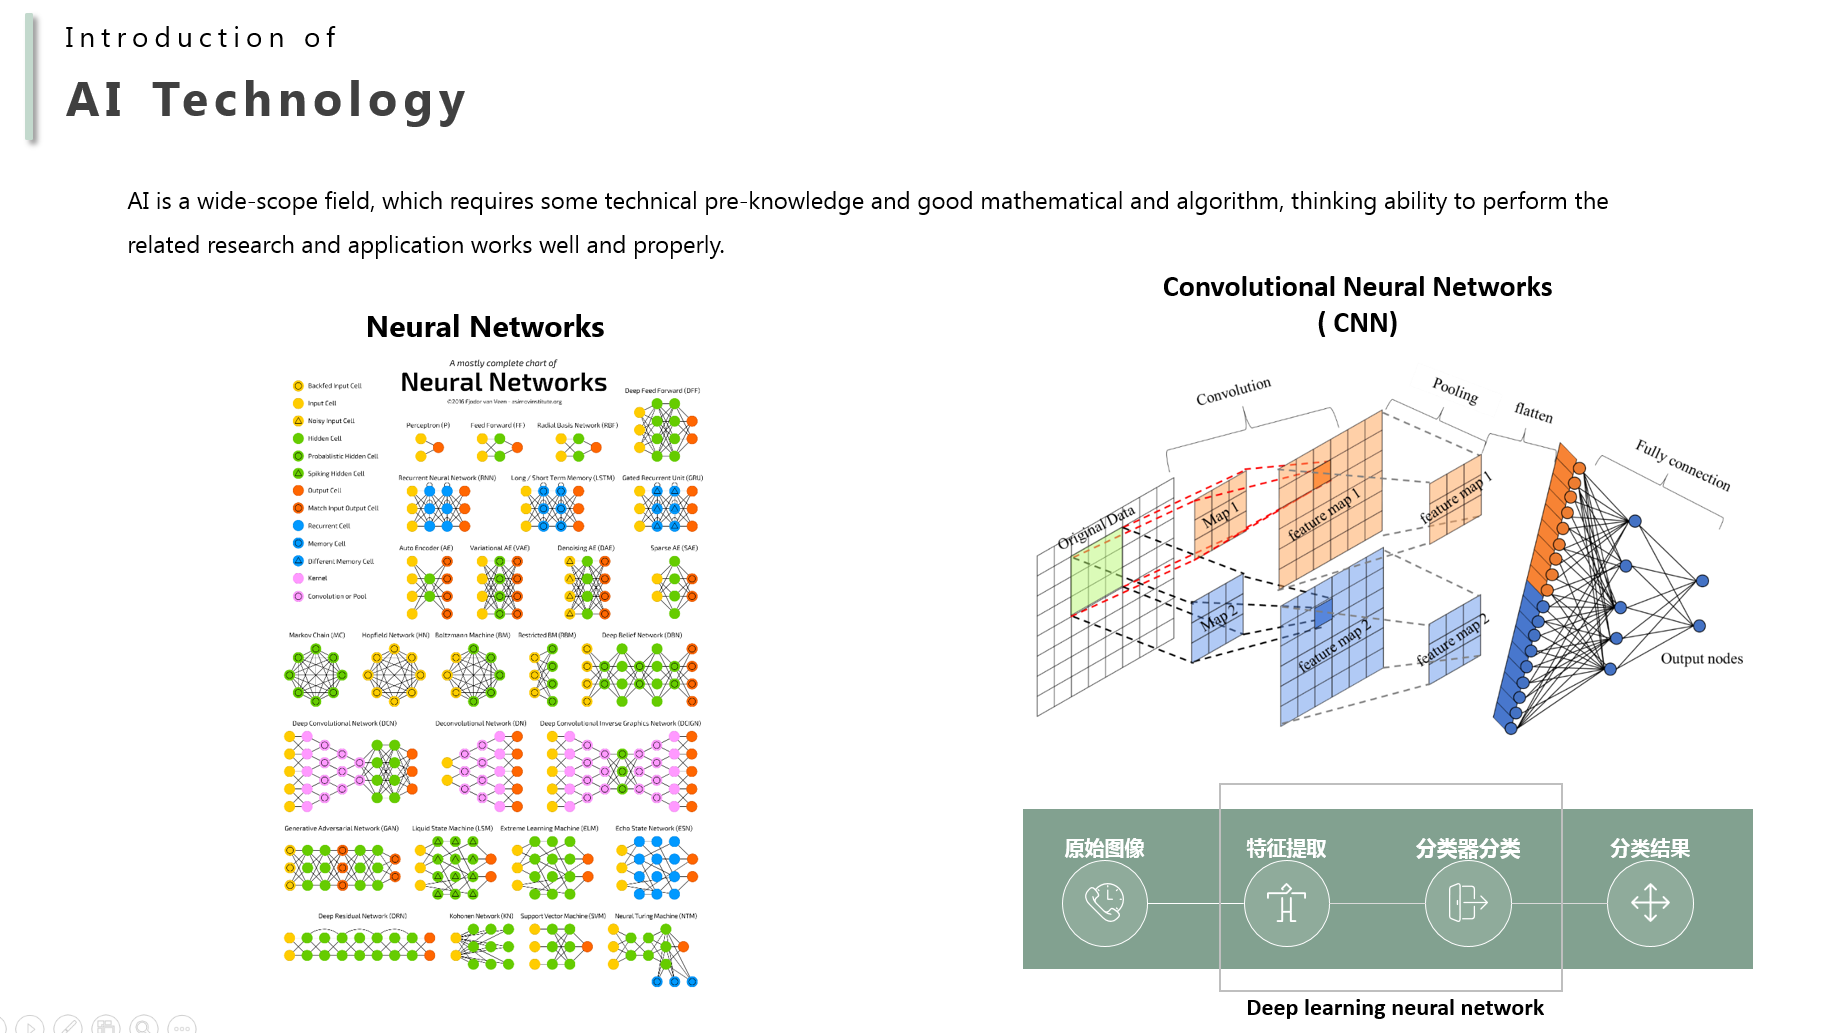 Introduction of
AI Technology
AI is a wide-scope field, which requires some technical pre-knowledge and good mathematical and algorithm, thinking ability to perform the
related research and application works well and properly.
Neural Networks
A mostly complete chart of
Neural Networks
©2016 Fjodor van Veen - asimovinstitute.org
Backfed Input Cell
Input Cell
Noisy Input Cell
Hidden Cell
Probablistic Hidden Cell
Spiking Hidden Cell
Output Cell
Match Input Output Cell
Recurrent Cell
Memory Cell
Different Memory Cell
Kernel
Convolution or Pool
Deep Feed Forward (DFF)
Perceptron (P)
Feed Forward (FF)
Radial Basis Network (RBF)
Recurrent Neural Network (RNN)
Long / Short Term Memory (LSTM)
Gated Recurrent Unit (GRU)
Auto Encoder (AE)
Variational AE (VAE)
Denoising AE (DAE)
Sparse AE (SAE)
Markov Chain (MC)
Hopfield Network (HN)
Boltzmann Machine (BM)
Restricted BM (RBM)
Deep Belief Network (DBN)
Deep Convolutional Network (DCN)
Deconvolutional Network (DN)
Deep Convolutional Inverse Graphics Network (DCIGN)
Generative Adversarial Network (GAN)
Liquid State Machine (LSM)
Extreme Learning Machine (ELM)
Echo State Network (ESN)
Deep Residual Network (DRN)
Kohonen Network (KN)
Support Vector Machine (SVM)
Neural Turing Machine (NTM)
Convolutional Neural Networks
( CNN)
Convolution
Pooling
flatten
Fully connection
Original Data
Map 1
feature map 1
feature map 1
Map 2
feature map 2
feature map 2
Output nodes
原始图像
特征提取
分类器分类
分类结果
Deep learning neural network